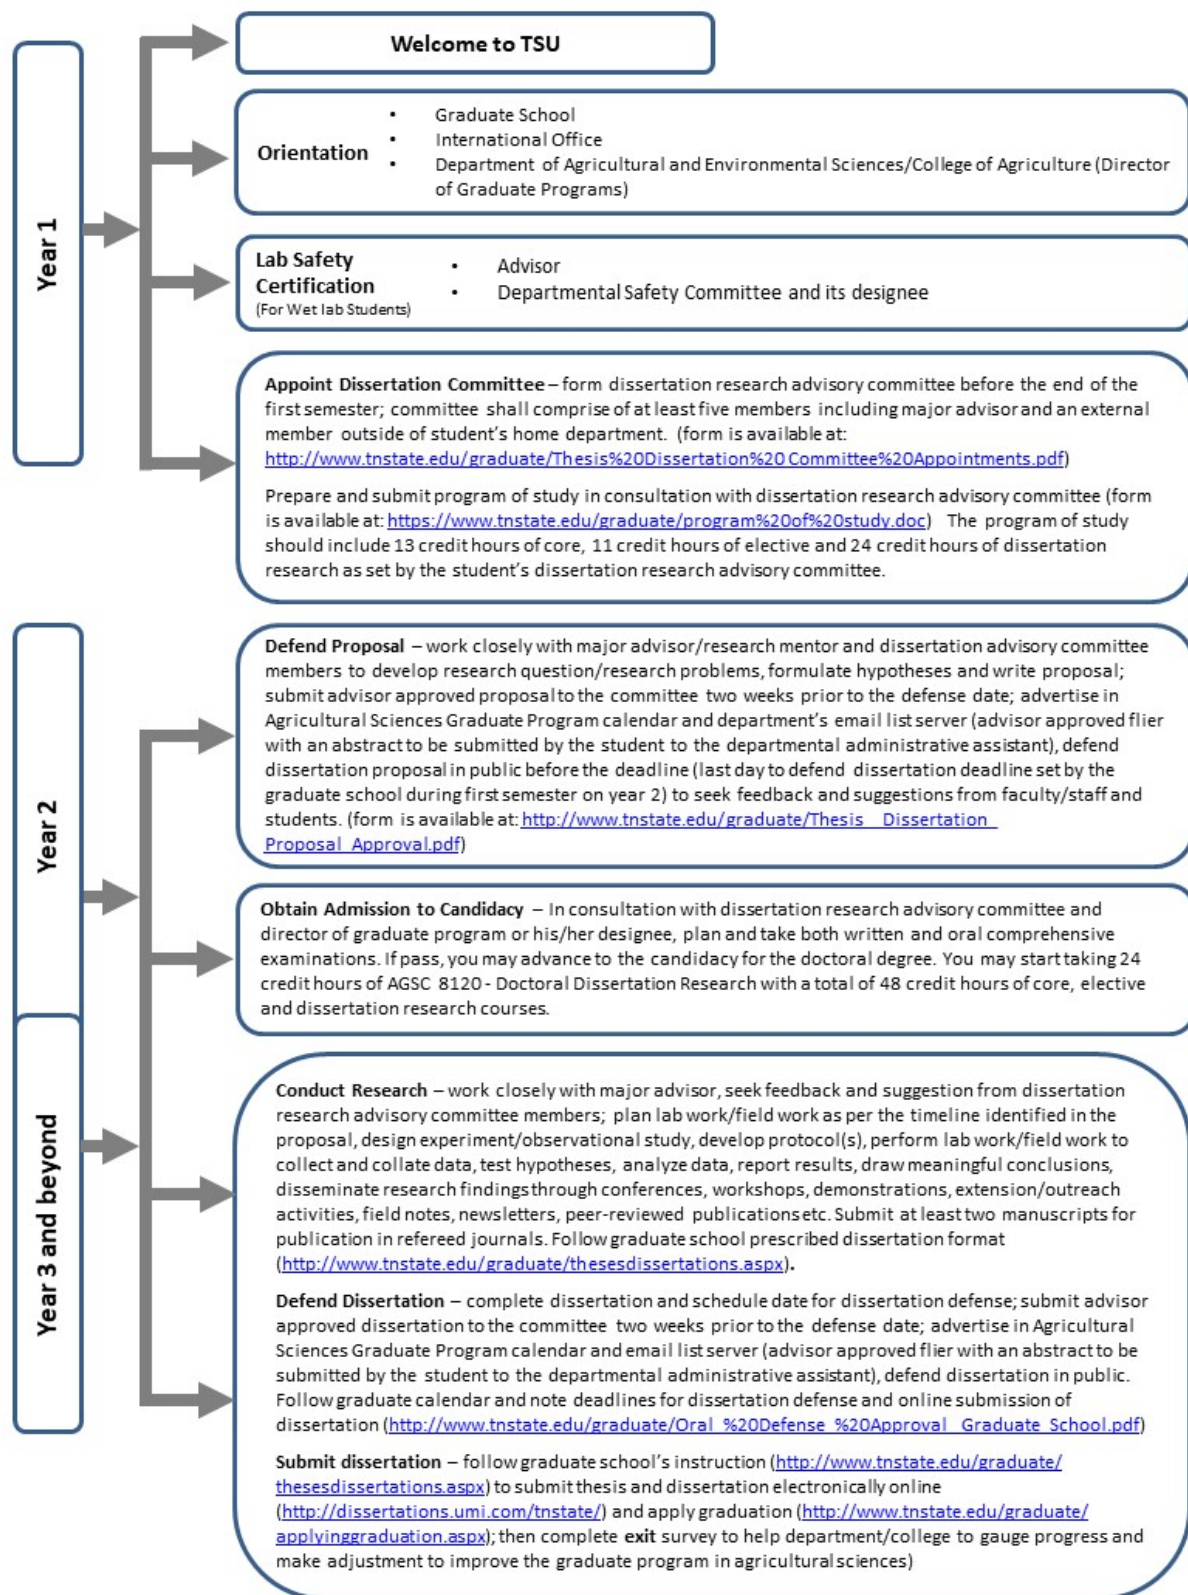 Year 1
Welcome to TSU
Orientation
• Graduate School
• International Office
• Department of Agricultural and Environmental Sciences/College of Agriculture (Director
of Graduate Programs)
Lab Safety
Certification
(For Wet lab Students)
• Advisor
• Departmental Safety Committee and its designee
Appoint Dissertation Committee – form dissertation research advisory committee before the end of the
first semester; committee shall comprise of at least five members including major advisor and an external
member outside of student's home department. (form is available at:
http://www.tnstate.edu/graduate/Thesis%20Dissertation%20 Committee%20Appointments.pdf)
Prepare and submit program of study in consultation with dissertation research advisory committee (form
is available at: https://www.tnstate.edu/graduate/program%20of%20study.doc) The program of study
should include 13 credit hours of core, 11 credit hours of elective and 24 credit hours of dissertation
research as set by the student's dissertation research advisory committee.
Year 2
Defend Proposal – work closely with major advisor/research mentor and dissertation advisory committee
members to develop research question/research problems, formulate hypotheses and write proposal;
submit advisor approved proposal to the committee two weeks prior to the defense date; advertise in
Agricultural Sciences Graduate Program calendar and department's email list server (advisor approved flier
with an abstract to be submitted by the student to the departmental administrative assistant), defend
dissertation proposal in public before the deadline (last day to defend dissertation deadline set by the
graduate school during first semester on year 2) to seek feedback and suggestions from faculty/staff and
students. (form is available at: http://www.tnstate.edu/graduate/Thesis_ Dissertation_
Proposal_Approval.pdf)
Obtain Admission to Candidacy – In consultation with dissertation research advisory committee and
director of graduate program or his/her designee, plan and take both written and oral comprehensive
examinations. If pass, you may advance to the candidacy for the doctoral degree. You may start taking 24
credit hours of AGSC 8120 - Doctoral Dissertation Research with a total of 48 credit hours of core, elective
and dissertation research courses.
Year 3 and beyond
Conduct Research – work closely with major advisor, seek feedback and suggestion from dissertation
research advisory committee members; plan lab work/field work as per the timeline identified in the
proposal, design experiment/observational study, develop protocol(s), perform lab work/field work to
collect and collate data, test hypotheses, analyze data, report results, draw meaningful conclusions,
disseminate research findings through conferences, workshops, demonstrations, extension/outreach
activities, field notes, newsletters, peer-reviewed publications etc. Submit at least two manuscripts for
publication in refereed journals. Follow graduate school prescribed dissertation format
(http://www.tnstate.edu/graduate/thesesdissertations.aspx).
Defend Dissertation – complete dissertation and schedule date for dissertation defense; submit advisor
approved dissertation to the committee two weeks prior to the defense date; advertise in Agricultural
Sciences Graduate Program calendar and email list server (advisor approved flier with an abstract to be
submitted by the student to the departmental administrative assistant), defend dissertation in public.
Follow graduate calendar and note deadlines for dissertation defense and online submission of
dissertation (http://www.tnstate.edu/graduate/Oral_%20Defense_%20Approval_ Graduate_School.pdf)
Submit dissertation – follow graduate school's instruction (http://www.tnstate.edu/graduate/
thesesdissertations.aspx) to submit thesis and dissertation electronically online
(http://dissertations.umi.com/tnstate/) and apply graduation (http://www.tnstate.edu/graduate/
applyinggraduation.aspx); then complete exit survey to help department/college to gauge progress and
make adjustment to improve the graduate program in agricultural sciences)